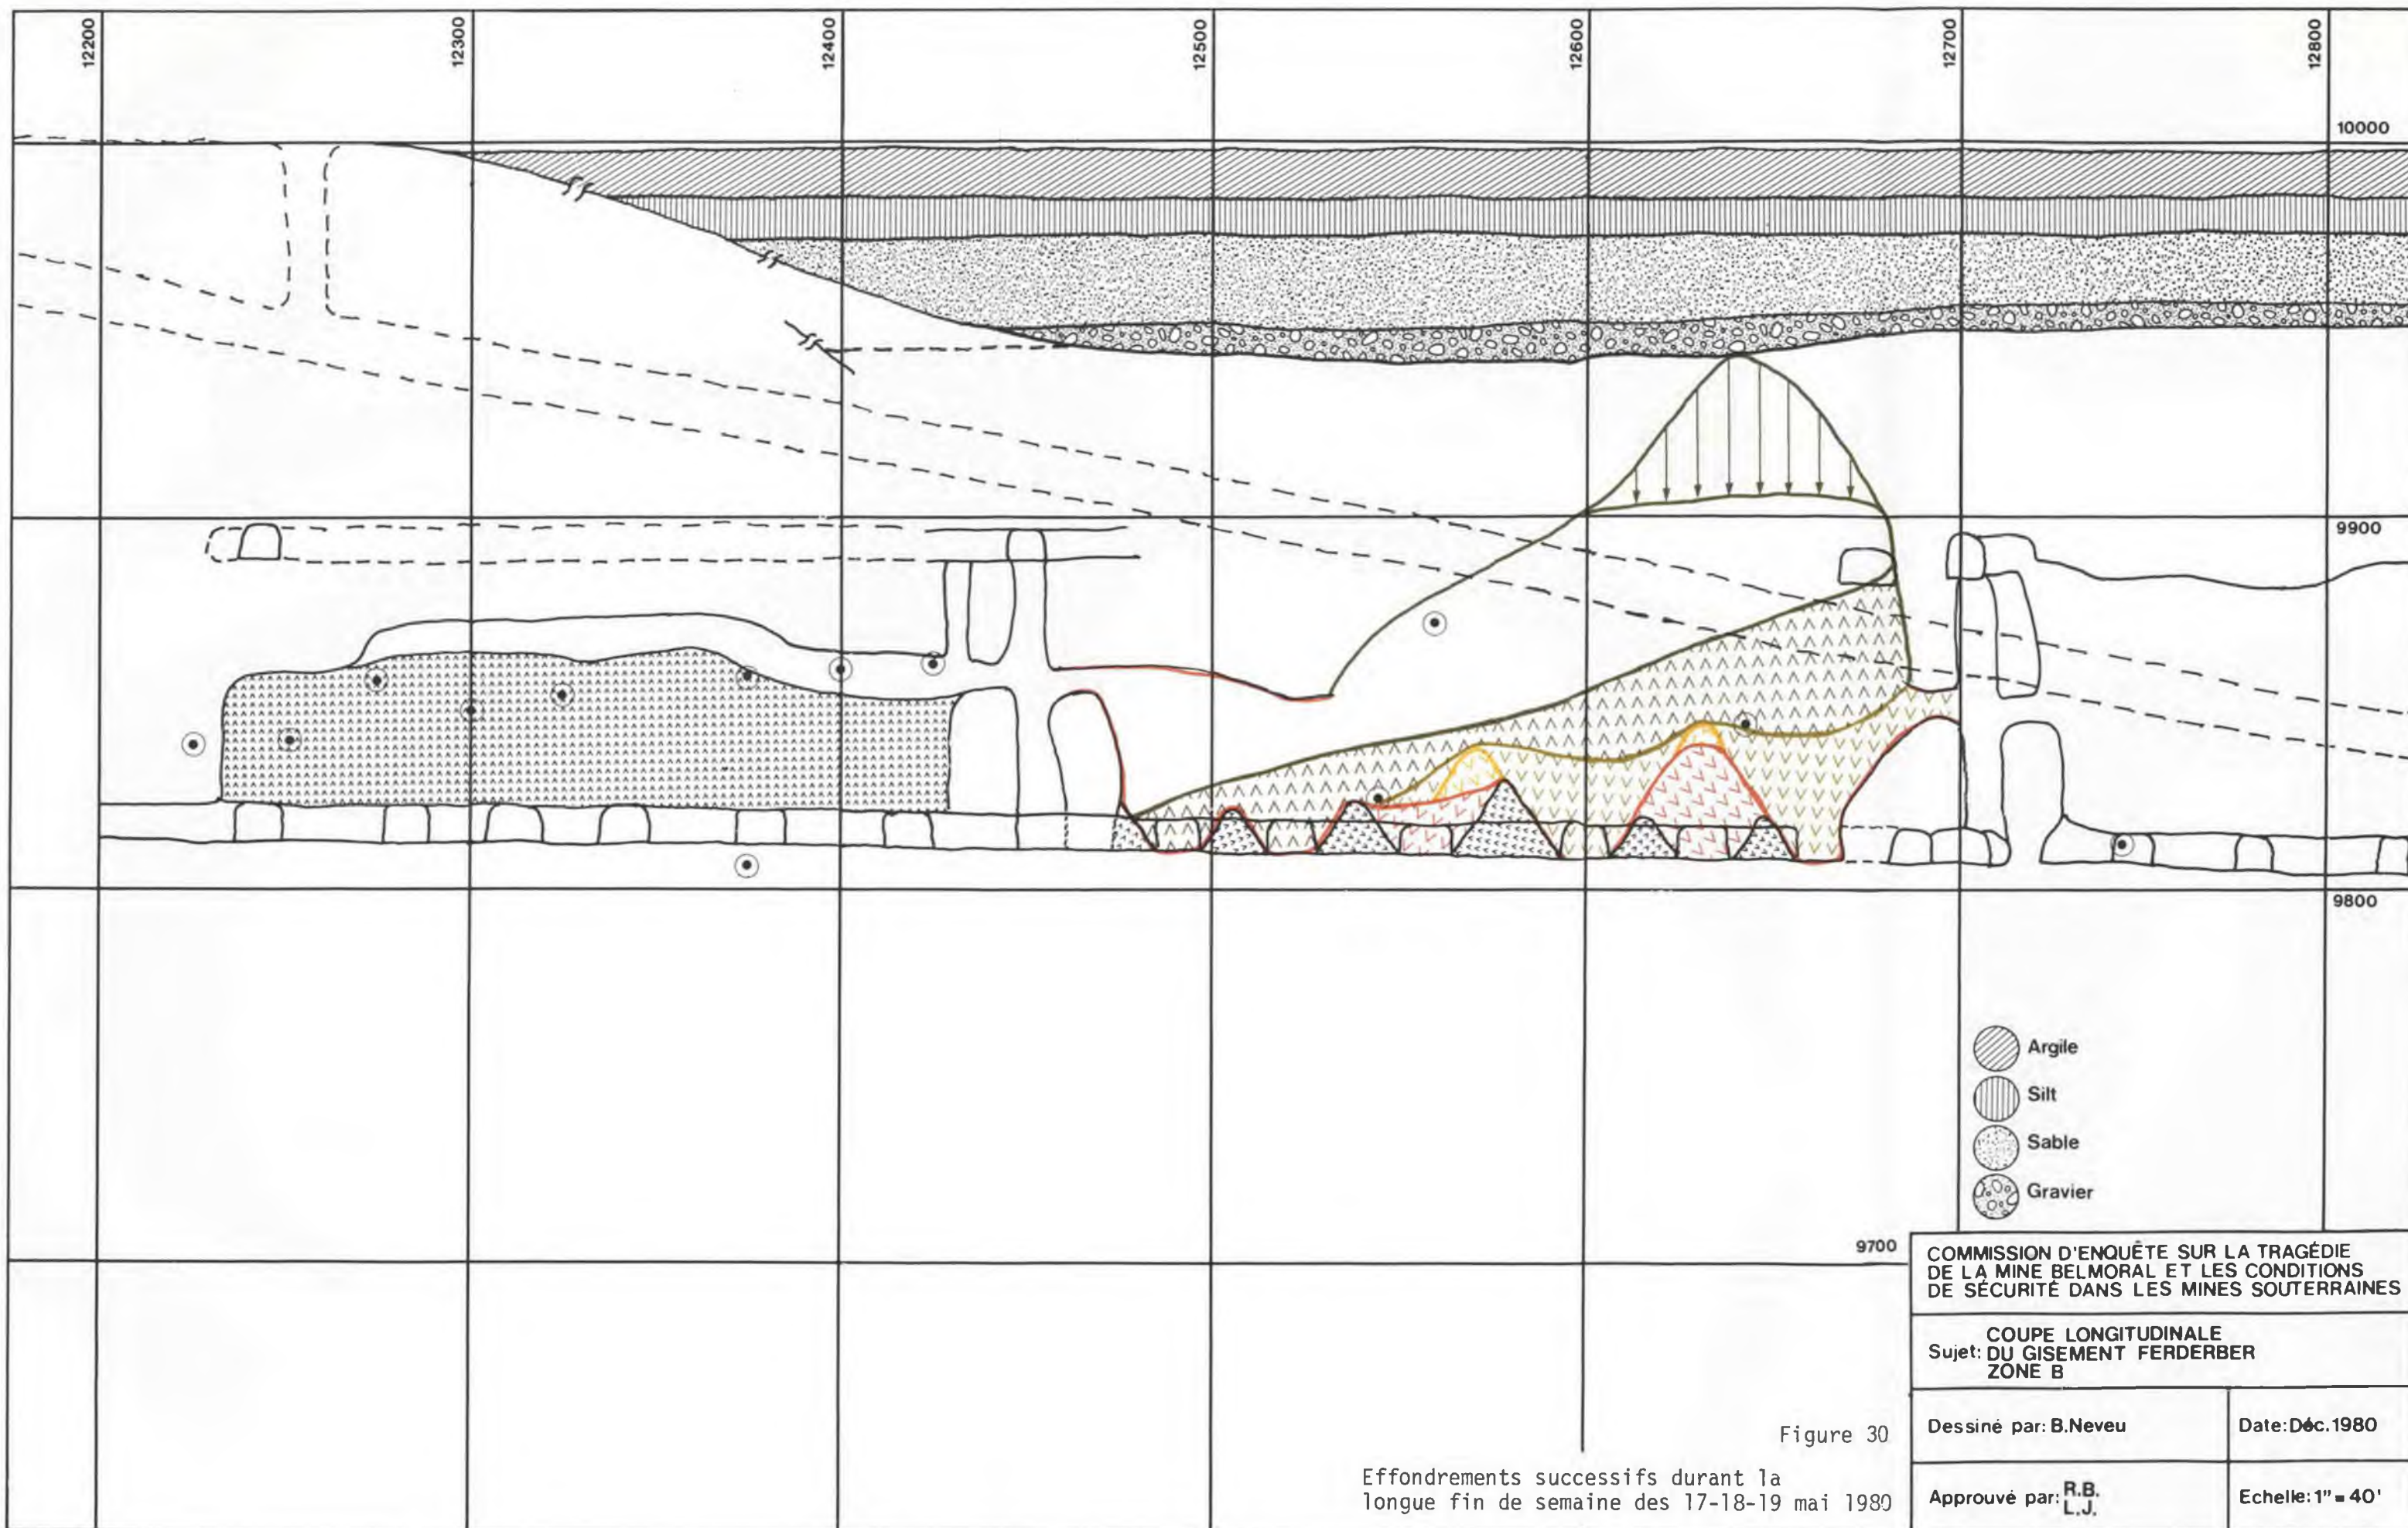 12200
12300
12400
12500
12600
12700
12800
10000
9900
9800
9700
Argile
Silt
Sable
Gravier
COMMISSION D'ENQUÊTE SUR LA TRAGÉDIE
DE LA MINE BELMORAL ET LES CONDITIONS
DE SÉCURITÉ DANS LES MINES SOUTERRAINES
Sujet: COUPE LONGITUDINALE
DU GISEMENT FERDERBER
ZONE B
Dessiné par: B.Neveu
Date: Déc.1980
Approuvé par: R.B.
L.J.
Echelle: 1" = 40'
Figure 30
Effondrements successifs durant la
longue fin de semaine des 17-18-19 mai 1980